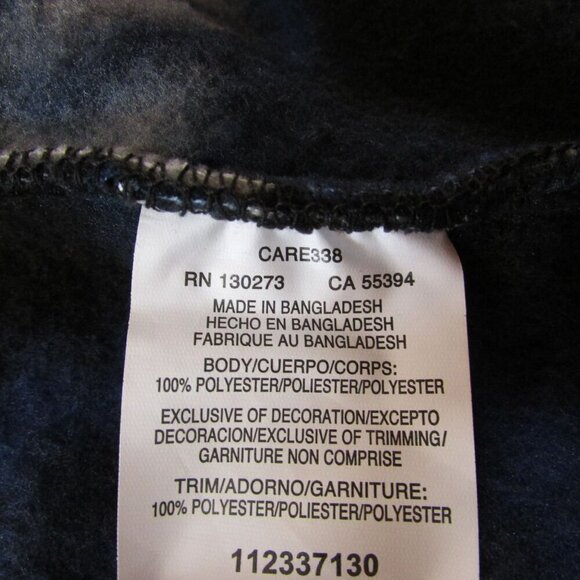 CARE338
RN 130273 CA 55394
MADE IN BANGLADESH
HECHO EN BANGLADESH
FABRIQUE AU BANGLADESH
BODY/CUERPO/CORPS:
100% POLYESTER/POLIESTER/POLYESTER
EXCLUSIVE OF DECORATION/EXCEPTO
DECORACION/EXCLUSIVE OF TRIMMING/
GARNITURE NON COMPRISE
TRIM/ADORNO/GARNITURE:
100% POLYESTER/POLIESTER/POLYESTER
112337130